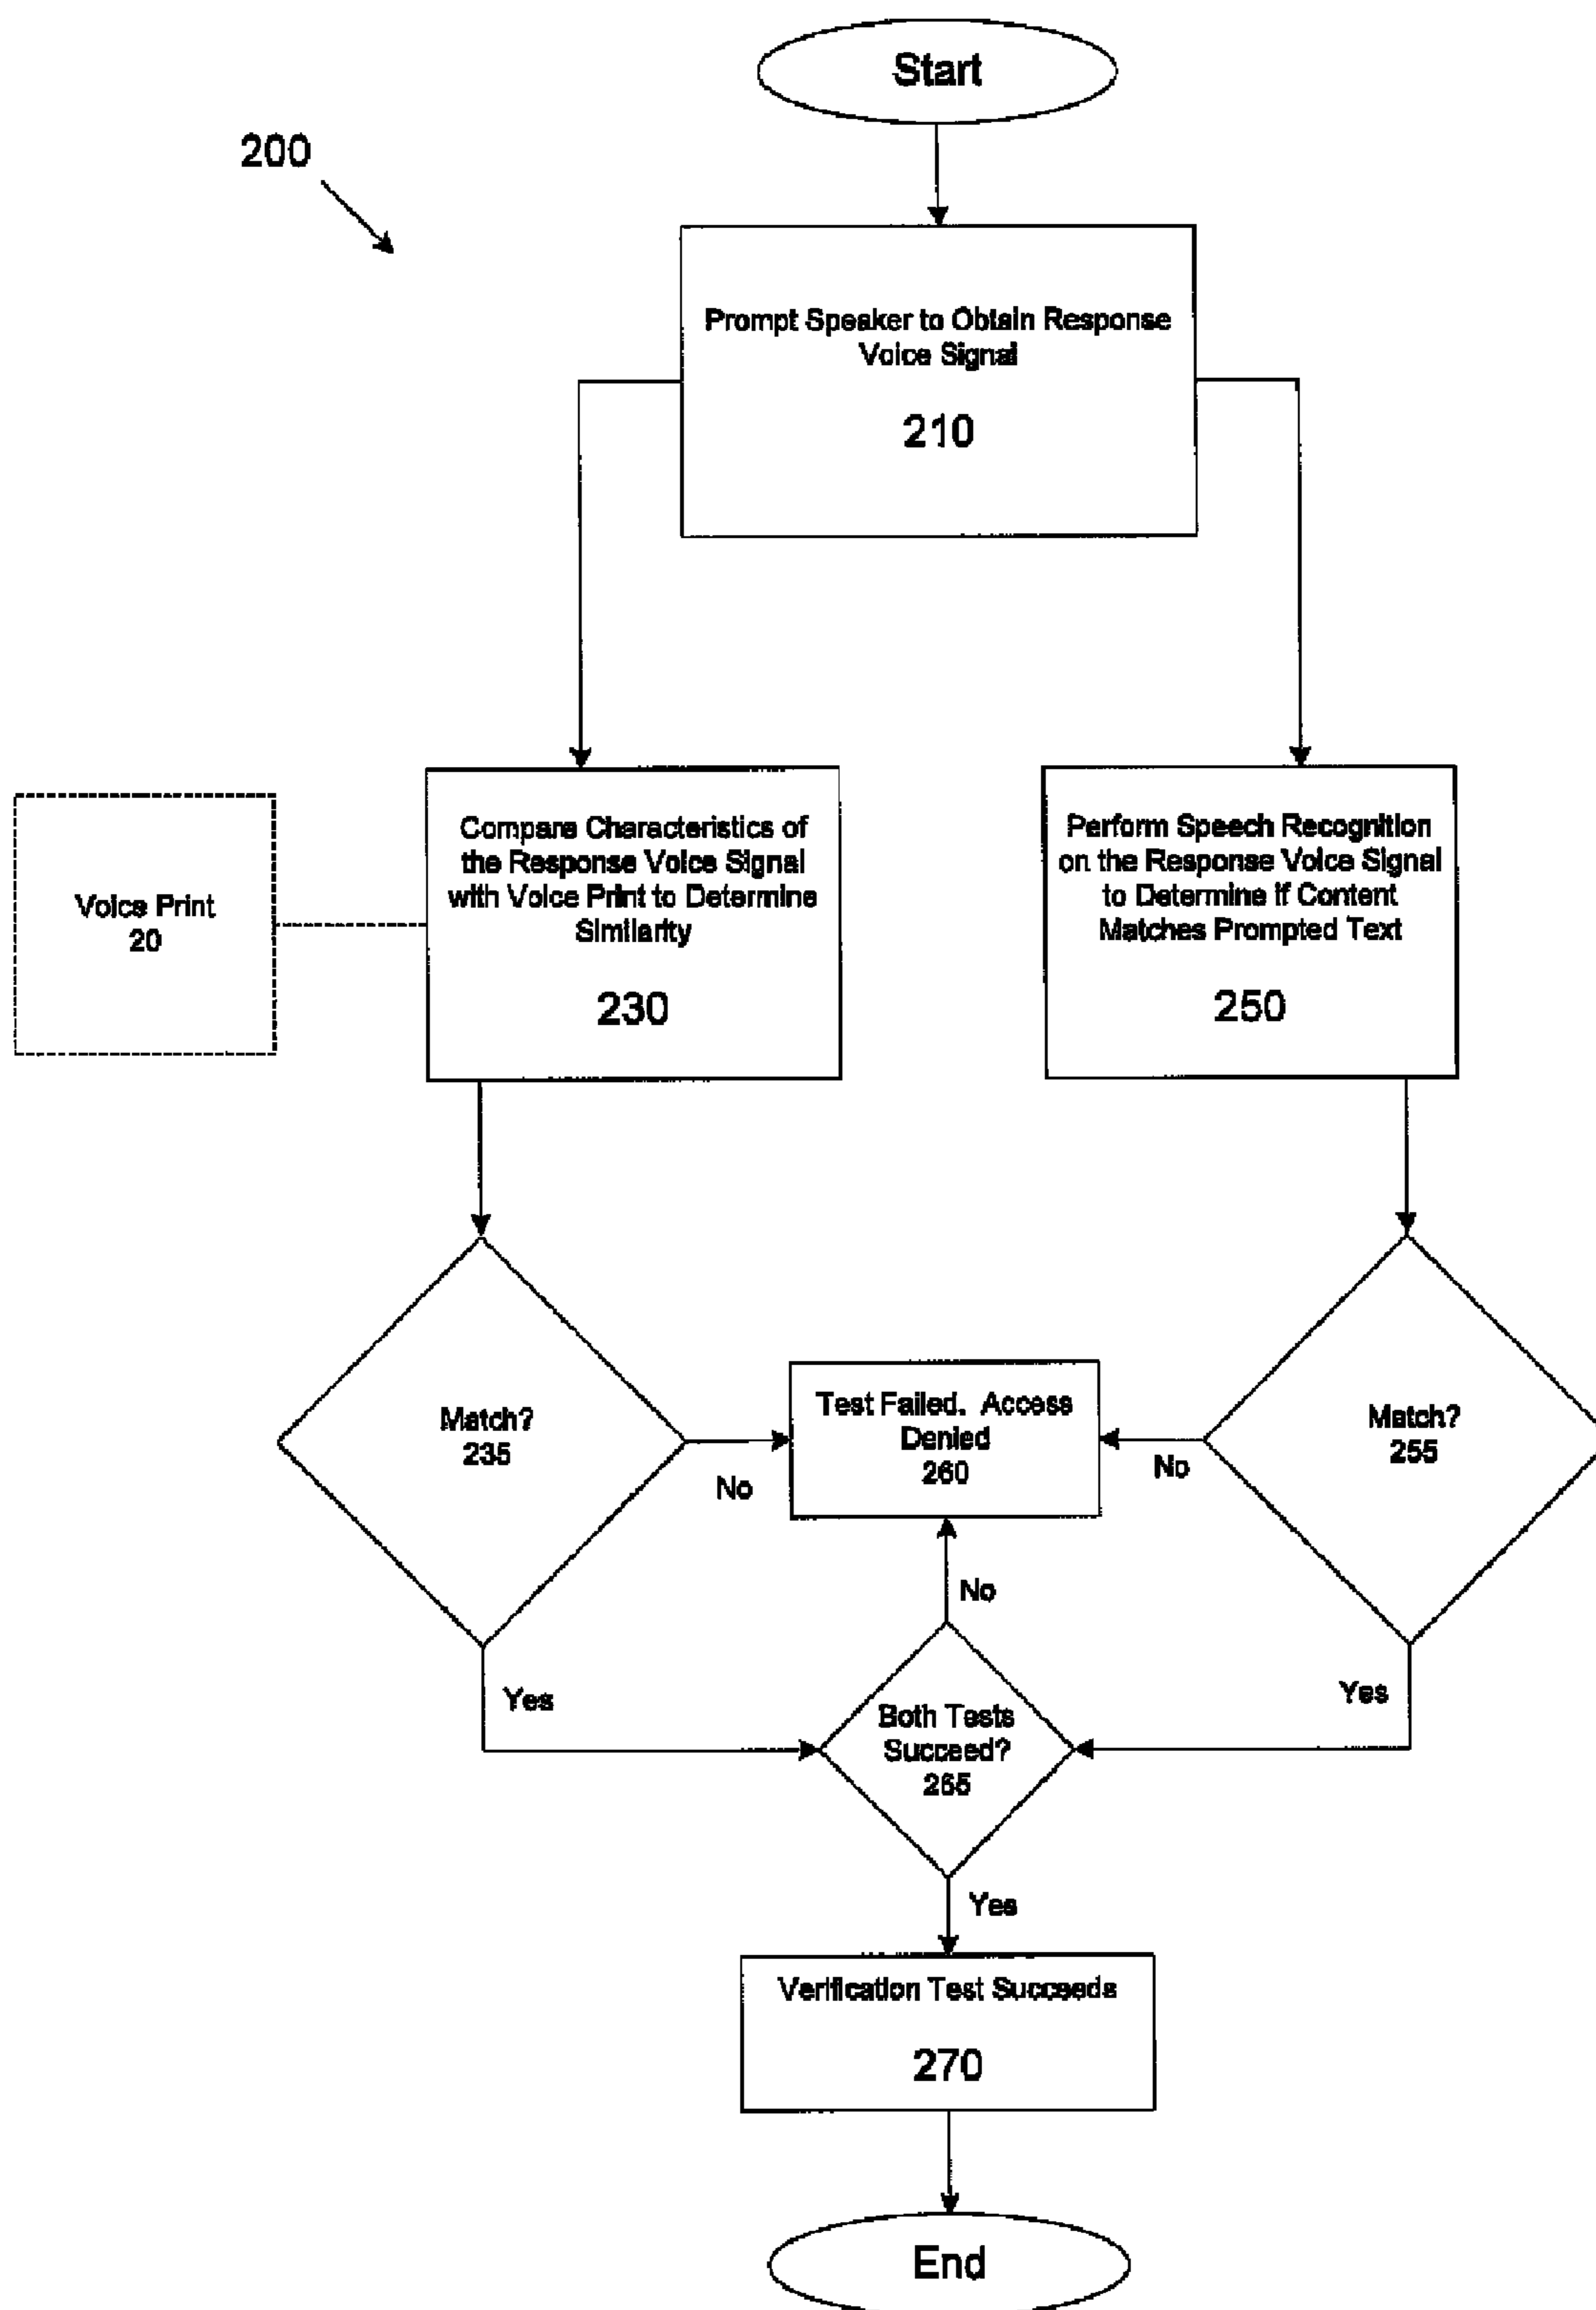 Start
200
Prompt Speaker to Obtain Response
Voice Signal
210
Voice Print
20
Compare Characteristics of
the Response Voice Signal
with Voice Print to Determine
Similarity
230
Perform Speech Recognition
on the Response Voice Signal
to Determine if Content
Matches Prompted Text
250
Match?
235
No
Test Failed. Access
Denied
260
No
Match?
255
No
Yes
Both Tests
Succeed?
265
Yes
Yes
Verification Test Succeeds
270
End